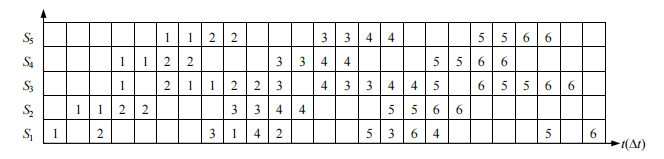 S5 1 1 2 2 3 3 4 4 5 5 6 6
S4 1 1 2 2 3 3 4 4 5 5 6 6
S3 1 2 1 1 2 2 3 4 3 3 4 4 5 6 5 5 6 6
S2 1 1 2 2 3 3 4 4 5 5 6 6
S1 1 2 3 1 4 2 5 3 6 4 5 6
t(Δt)